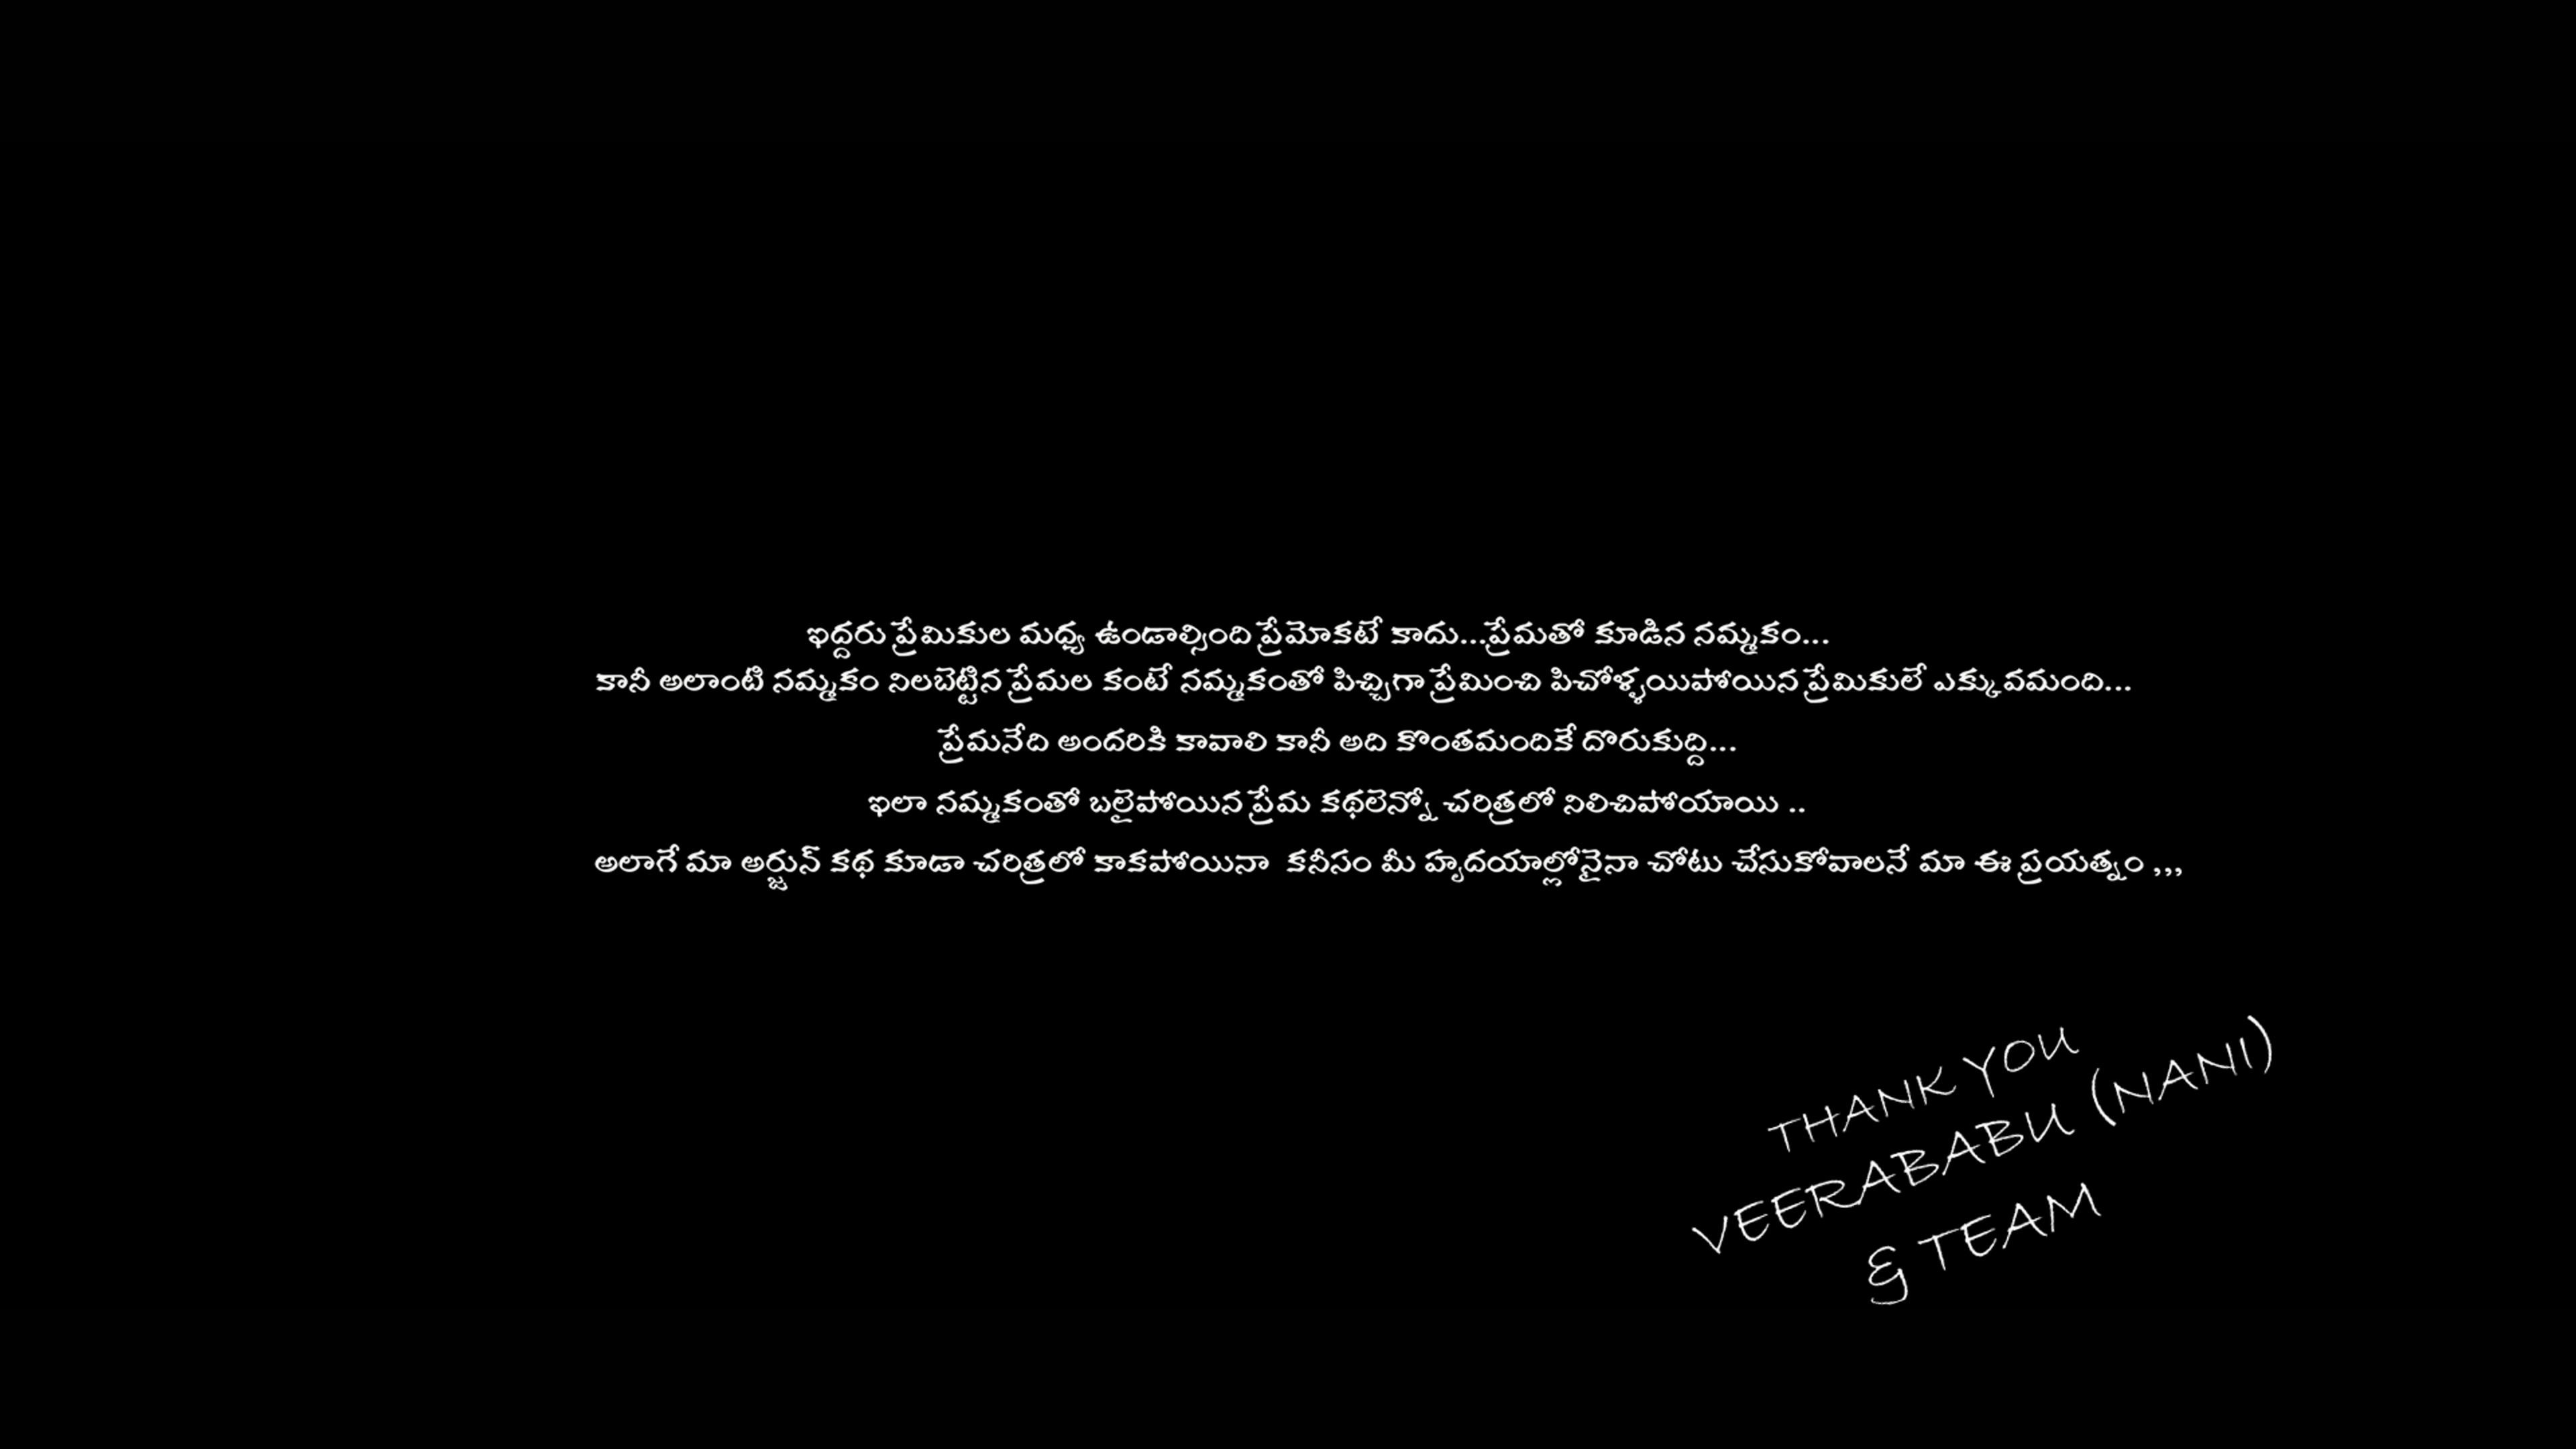 ఇద్దరు ప్రేమికుల మధ్య ఉండాల్సింది ప్రేమోకటే కాదు...ప్రేమతో కూడిన నమ్మకం...
కానీ అలాంటి నమ్మకం నిలబెట్టిన ప్రేమల కంటే నమ్మకంతో పిచ్చిగా ప్రేమించి పిచోళ్ళయిపోయిన ప్రేమికులే ఎక్కువమంది...
ప్రేమనేది అందరికి కావాలి కానీ అది కొంతమందికే దొరుకుద్ది...
ఇలా నమ్మకంతో బలైపోయిన ప్రేమ కథలెన్నో చరిత్రలో నిలిచిపోయాయి ..
అలాగే మా అర్జున్ కథ కూడా చరిత్రలో కాకపోయినా కనీసం మీ హృదయాల్లోనైనా చోటు చేసుకోవాలనే మా ఈ ప్రయత్నం ,,,
THANK YOU
VEERABABU (NANI)
& TEAM